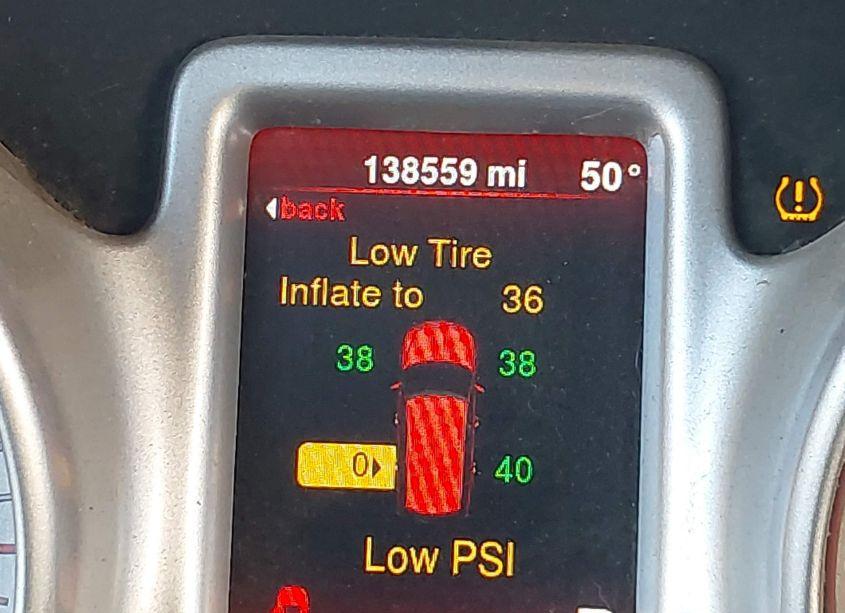 138559 mi 50°
back
Low Tire
Inflate to 36
38 38
0 40
Low PSI